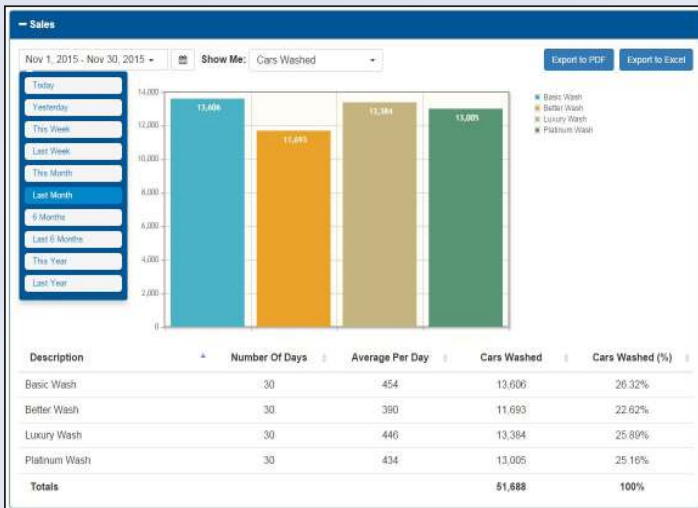 Sales
Nov 1, 2015 - Nov 30, 2015
Show Me: Cars Washed
Export to PDF Export to Excel
Today
Yesterday
This Week
Last Week
This Month
Last Month
6 Months
Last 6 Months
This Year
Last Year
14,000
12,000
10,000
8,000
6,000
4,000
2,000
0
13,606
11,693
13,384
13,005
Basic Wash
Better Wash
Luxury Wash
Platinum Wash
Description Number Of Days Average Per Day Cars Washed Cars Washed (%)
Basic Wash 30 454 13,606 26.32%
Better Wash 30 390 11,693 22.62%
Luxury Wash 30 446 13,384 25.89%
Platinum Wash 30 434 13,005 25.16%
Totals 51,688 100%